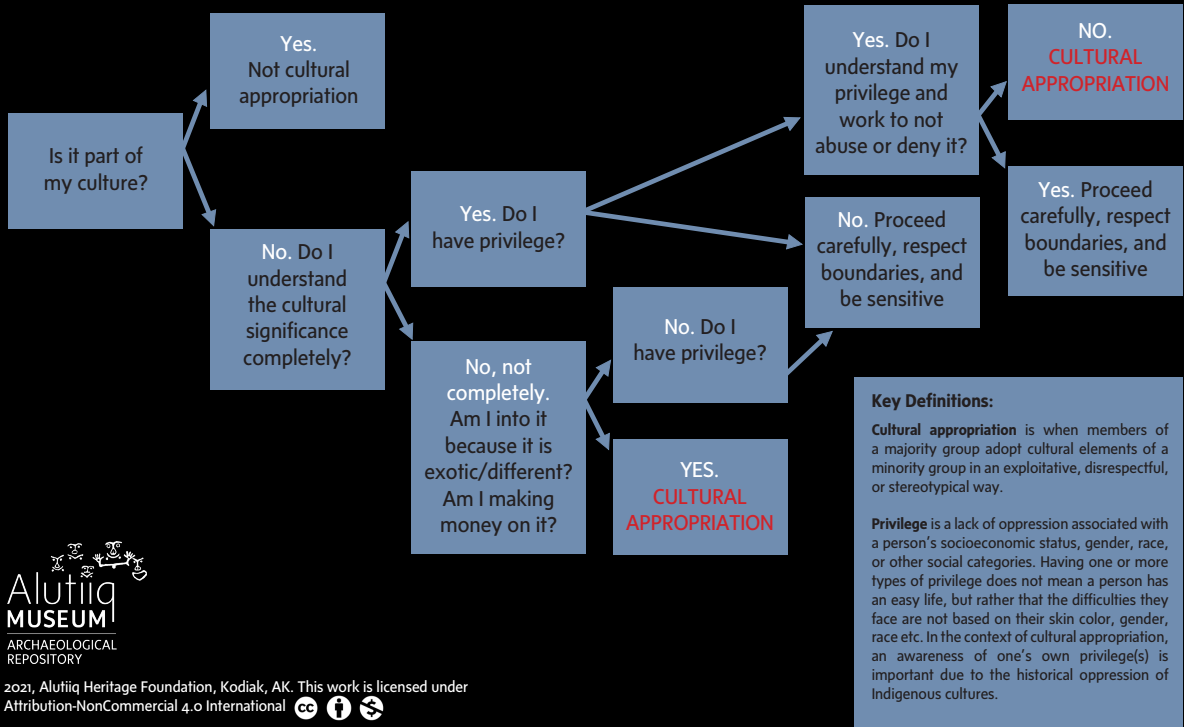 Is it part of
my culture?
Yes.
Not cultural
appropriation
No. Do I
understand
the cultural
significance
completely?
Yes. Do I
have privilege?
No, not
completely.
Am I into it
because it is
exotic/different?
Am I making
money on it?
No. Do I
have privilege?
YES.
CULTURAL
APPROPRIATION
Yes. Do I
understand my
privilege and
work to not
abuse or deny it?
No. Proceed
carefully, respect
boundaries, and
be sensitive
NO.
CULTURAL
APPROPRIATION
Yes. Proceed
carefully, respect
boundaries, and
be sensitive
Key Definitions:
Cultural appropriation is when members of
a majority group adopt cultural elements of a
minority group in an exploitative, disrespectful,
or stereotypical way.
Privilege is a lack of oppression associated with
a person's socioeconomic status, gender, race,
or other social categories. Having one or more
types of privilege does not mean a person has
an easy life, but rather that the difficulties they
face are not based on their skin color, gender,
race etc. In the context of cultural appropriation,
an awareness of one's own privilege(s) is
important due to the historical oppression of
Indigenous cultures.
Alutiiq
MUSEUM
ARCHAEOLOGICAL
REPOSITORY
2021, Alutiiq Heritage Foundation, Kodiak, AK. This work is licensed under
Attribution-NonCommercial 4.0 International cc